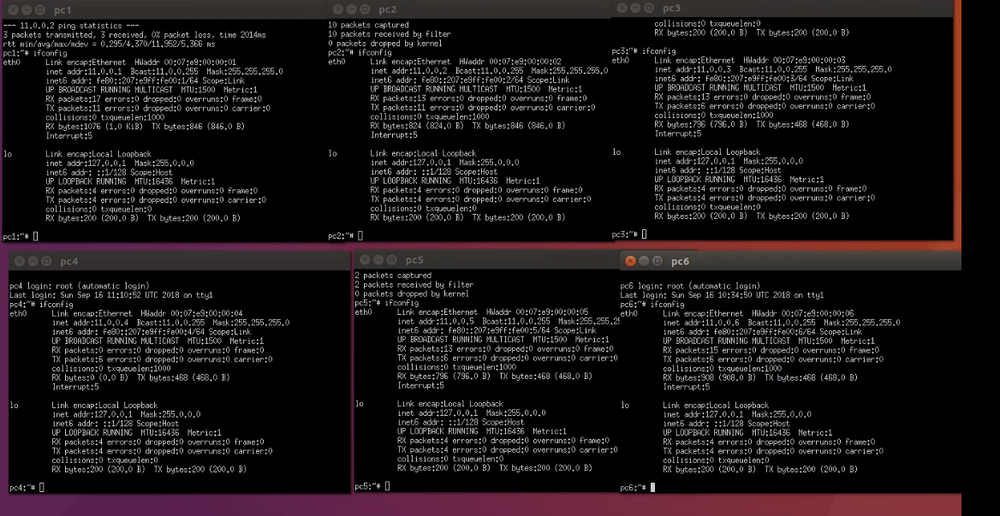 pc1
--- 11.0.0.2 ping statistics ---
3 packets transmitted, 3 received, 0% packet loss, time 2014ms
rtt min/avg/max/mdev = 0.295/4.370/11.952/5.366 ms
pc1:~# ifconfig
eth0 Link encap:Ethernet HWaddr 00:07:e9:00:00:01
inet addr:11.0.0.1 Bcast:11.0.0.255 Mask:255.255.255.0
inet6 addr: fe80::207:e9ff:fe00:1/64 Scope:Link
UP BROADCAST RUNNING MULTICAST MTU:1500 Metric:1
RX packets:17 errors:0 dropped:0 overruns:0 frame:0
TX packets:11 errors:0 dropped:0 overruns:0 carrier:0
collisions:0 txqueuelen:1000
RX bytes:1076 (1.0 KiB) TX bytes:846 (846.0 B)
Interrupt:5
lo Link encap:Local Loopback
inet addr:127.0.0.1 Mask:255.0.0.0
inet6 addr: ::1/128 Scope:Host
UP LOOPBACK RUNNING MTU:16436 Metric:1
RX packets:4 errors:0 dropped:0 overruns:0 frame:0
TX packets:4 errors:0 dropped:0 overruns:0 carrier:0
collisions:0 txqueuelen:0
RX bytes:200 (200.0 B) TX bytes:200 (200.0 B)
pc1:~#
pc2
10 packets captured
10 packets received by filter
0 packets dropped by kernel
pc2:~# ifconfig
eth0 Link encap:Ethernet HWaddr 00:07:e9:00:00:02
inet addr:11.0.0.2 Bcast:11.0.0.255 Mask:255.255.255.0
inet6 addr: fe80::207:e9ff:fe00:2/64 Scope:Link
UP BROADCAST RUNNING MULTICAST MTU:1500 Metric:1
RX packets:13 errors:0 dropped:0 overruns:0 frame:0
TX packets:11 errors:0 dropped:0 overruns:0 carrier:0
collisions:0 txqueuelen:1000
RX bytes:824 (824.0 B) TX bytes:846 (846.0 B)
Interrupt:5
lo Link encap:Local Loopback
inet addr:127.0.0.1 Mask:255.0.0.0
inet6 addr: ::1/128 Scope:Host
UP LOOPBACK RUNNING MTU:16436 Metric:1
RX packets:4 errors:0 dropped:0 overruns:0 frame:0
TX packets:4 errors:0 dropped:0 overruns:0 carrier:0
collisions:0 txqueuelen:0
RX bytes:200 (200.0 B) TX bytes:200 (200.0 B)
pc2:~#
pc3
collisions:0 txqueuelen:0
RX bytes:200 (200.0 B) TX bytes:200 (200.0 B)
pc3:~# ifconfig
eth0 Link encap:Ethernet HWaddr 00:07:e9:00:00:03
inet addr:11.0.0.3 Bcast:11.0.0.255 Mask:255.255.255.0
inet6 addr: fe80::207:e9ff:fe00:3/64 Scope:Link
UP BROADCAST RUNNING MULTICAST MTU:1500 Metric:1
RX packets:13 errors:0 dropped:0 overruns:0 frame:0
TX packets:6 errors:0 dropped:0 overruns:0 carrier:0
collisions:0 txqueuelen:1000
RX bytes:796 (796.0 B) TX bytes:468 (468.0 B)
Interrupt:5
lo Link encap:Local Loopback
inet addr:127.0.0.1 Mask:255.0.0.0
inet6 addr: ::1/128 Scope:Host
UP LOOPBACK RUNNING MTU:16436 Metric:1
RX packets:4 errors:0 dropped:0 overruns:0 frame:0
TX packets:4 errors:0 dropped:0 overruns:0 carrier:0
collisions:0 txqueuelen:0
RX bytes:200 (200.0 B) TX bytes:200 (200.0 B)
pc3:~#
pc4
pc4 login: root (automatic login)
Last login: Sun Sep 16 11:10:52 UTC 2018 on tty1
pc4:~# ifconfig
eth0 Link encap:Ethernet HWaddr 00:07:e9:00:00:04
inet addr:11.0.0.4 Bcast:11.0.0.255 Mask:255.255.255.0
inet6 addr: fe80::207:e9ff:fe00:4/64 Scope:Link
UP BROADCAST RUNNING MULTICAST MTU:1500 Metric:1
RX packets:0 errors:0 dropped:0 overruns:0 frame:0
TX packets:6 errors:0 dropped:0 overruns:0 carrier:0
collisions:0 txqueuelen:1000
RX bytes:0 (0.0 B) TX bytes:468 (468.0 B)
Interrupt:5
lo Link encap:Local Loopback
inet addr:127.0.0.1 Mask:255.0.0.0
inet6 addr: ::1/128 Scope:Host
UP LOOPBACK RUNNING MTU:16436 Metric:1
RX packets:4 errors:0 dropped:0 overruns:0 frame:0
TX packets:4 errors:0 dropped:0 overruns:0 carrier:0
collisions:0 txqueuelen:0
RX bytes:200 (200.0 B) TX bytes:200 (200.0 B)
pc4:~#
pc5
2 packets captured
2 packets received by filter
0 packets dropped by kernel
pc5:~# ifconfig
eth0 Link encap:Ethernet HWaddr 00:07:e9:00:00:05
inet addr:11.0.0.5 Bcast:11.0.0.255 Mask:255.255.2
inet6 addr: fe80::207:e9ff:fe00:5/64 Scope:Link
UP BROADCAST RUNNING MULTICAST MTU:1500 Metric:1
RX packets:13 errors:0 dropped:0 overruns:0 frame:0
TX packets:6 errors:0 dropped:0 overruns:0 carrier:0
collisions:0 txqueuelen:1000
RX bytes:796 (796.0 B) TX bytes:468 (468.0 B)
Interrupt:5
lo Link encap:Local Loopback
inet addr:127.0.0.1 Mask:255.0.0.0
inet6 addr: ::1/128 Scope:Host
UP LOOPBACK RUNNING MTU:16436 Metric:1
RX packets:4 errors:0 dropped:0 overruns:0 frame:0
TX packets:4 errors:0 dropped:0 overruns:0 carrier:0
collisions:0 txqueuelen:0
RX bytes:200 (200.0 B) TX bytes:200 (200.0 B)
pc5:~#
pc6
pc6 login: root (automatic login)
Last login: Sun Sep 16 10:34:50 UTC 2018 on tty1
pc6:~# ifconfig
eth0 Link encap:Ethernet HWaddr 00:07:e9:00:00:06
inet addr:11.0.0.6 Bcast:11.0.0.255 Mask:255.255.255.0
inet6 addr: fe80::207:e9ff:fe00:6/64 Scope:Link
UP BROADCAST RUNNING MULTICAST MTU:1500 Metric:1
RX packets:15 errors:0 dropped:0 overruns:0 frame:0
TX packets:6 errors:0 dropped:0 overruns:0 carrier:0
collisions:0 txqueuelen:1000
RX bytes:908 (908.0 B) TX bytes:468 (468.0 B)
Interrupt:5
lo Link encap:Local Loopback
inet addr:127.0.0.1 Mask:255.0.0.0
inet6 addr: ::1/128 Scope:Host
UP LOOPBACK RUNNING MTU:16436 Metric:1
RX packets:4 errors:0 dropped:0 overruns:0 frame:0
TX packets:4 errors:0 dropped:0 overruns:0 carrier:0
collisions:0 txqueuelen:0
RX bytes:200 (200.0 B) TX bytes:200 (200.0 B)
pc6:~#